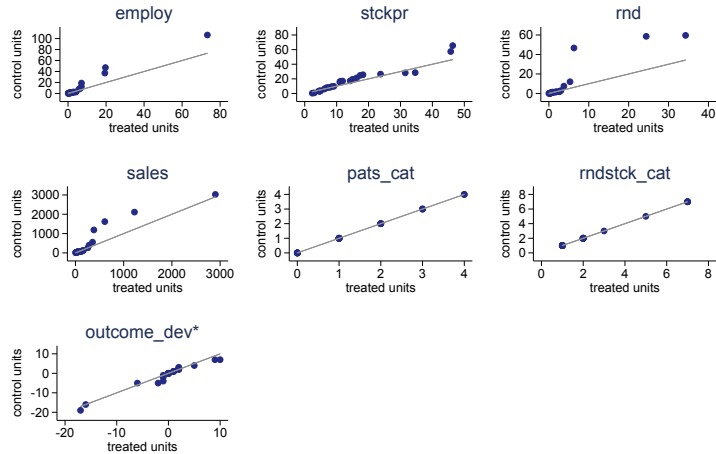 employ
control units
100
80
60
40
20
0
0 20 40 60 80
treated units
stckpr
control units
80
60
40
20
0
0 10 20 30 40 50
treated units
rnd
control units
60
40
20
0
0 10 20 30 40
treated units
sales
control units
3000
2000
1000
0
0 1000 2000 3000
treated units
pats_cat
control units
4
3
2
1
0
0 1 2 3 4
treated units
rndstck_cat
control units
8
6
4
2
0
0 2 4 6 8
treated units
outcome_dev*
control units
10
0
-10
-20
-20 -10 0 10
treated units